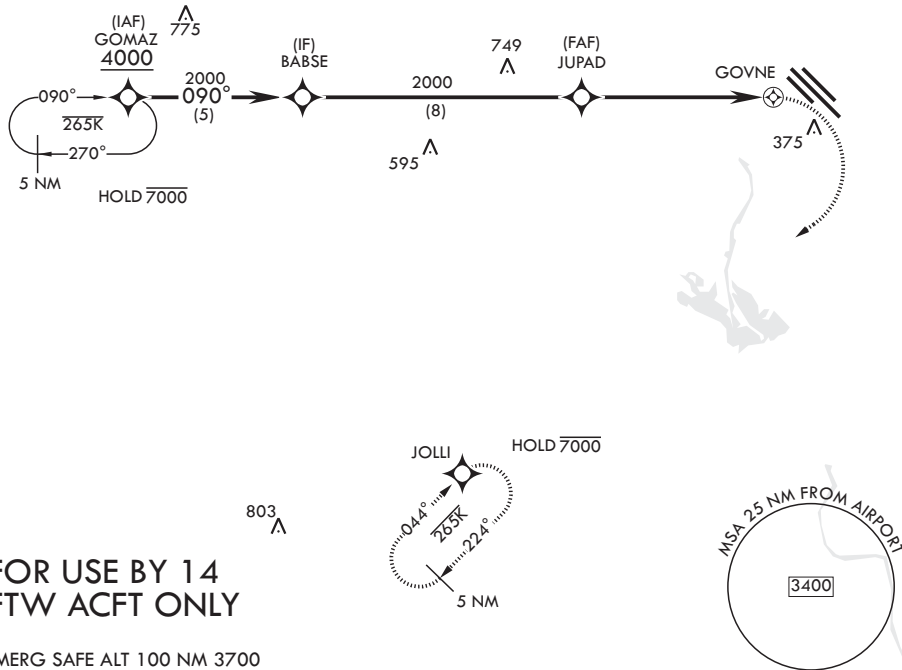 (IAF)
GOMAZ
4000
775
(IF)
BABSE
749
(FAF)
JUPAD
GOVNE
2000
090°
(5)
2000
(8)
090°
265K
270°
5 NM
HOLD 7000
595
375
JOLLI
HOLD 7000
044°
265K
224°
5 NM
803
MSA 25 NM FROM AIRPORT
3400
FOR USE BY 14
FTW ACFT ONLY
MERG SAFE ALT 100 NM 3700